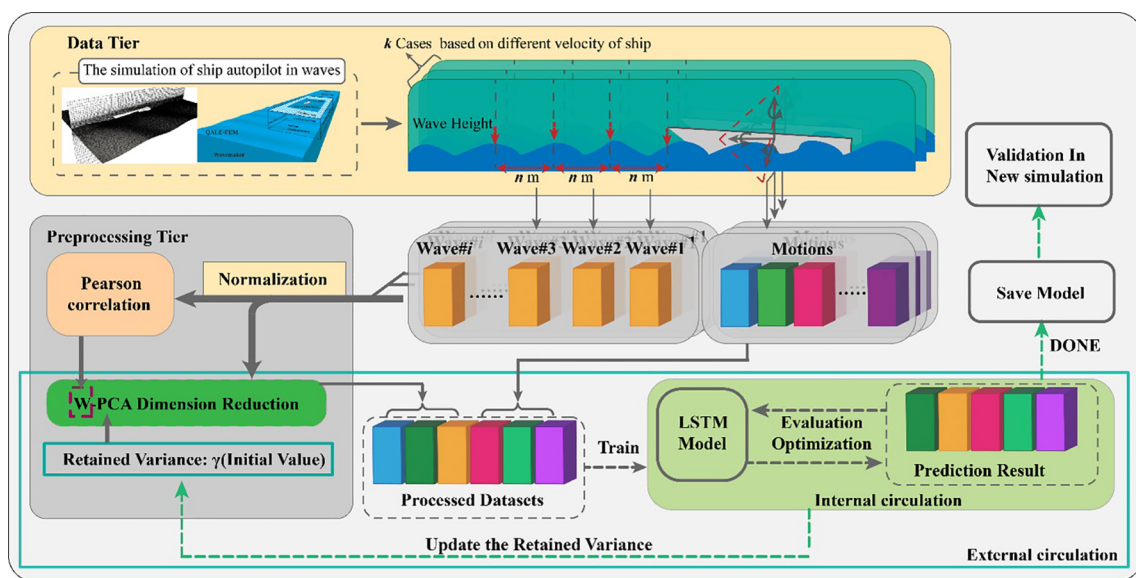 Data Tier
k Cases based on different velocity of ship
The simulation of ship autopilot in waves
QALE-FEM
Wavemaker
Wave Height
n m
n m
n m
Validation In
New simulation
Preprocessing Tier
Wave#i
Wave#3
Wave#2
Wave#1
Motions
Normalization
Pearson
correlation
......
......
Save Model
DONE
W-PCA Dimension Reduction
LSTM
Model
Evaluation
Optimization
Train
Retained Variance: γ(Initial Value)
Prediction Result
Processed Datasets
Internal circulation
Update the Retained Variance
External circulation